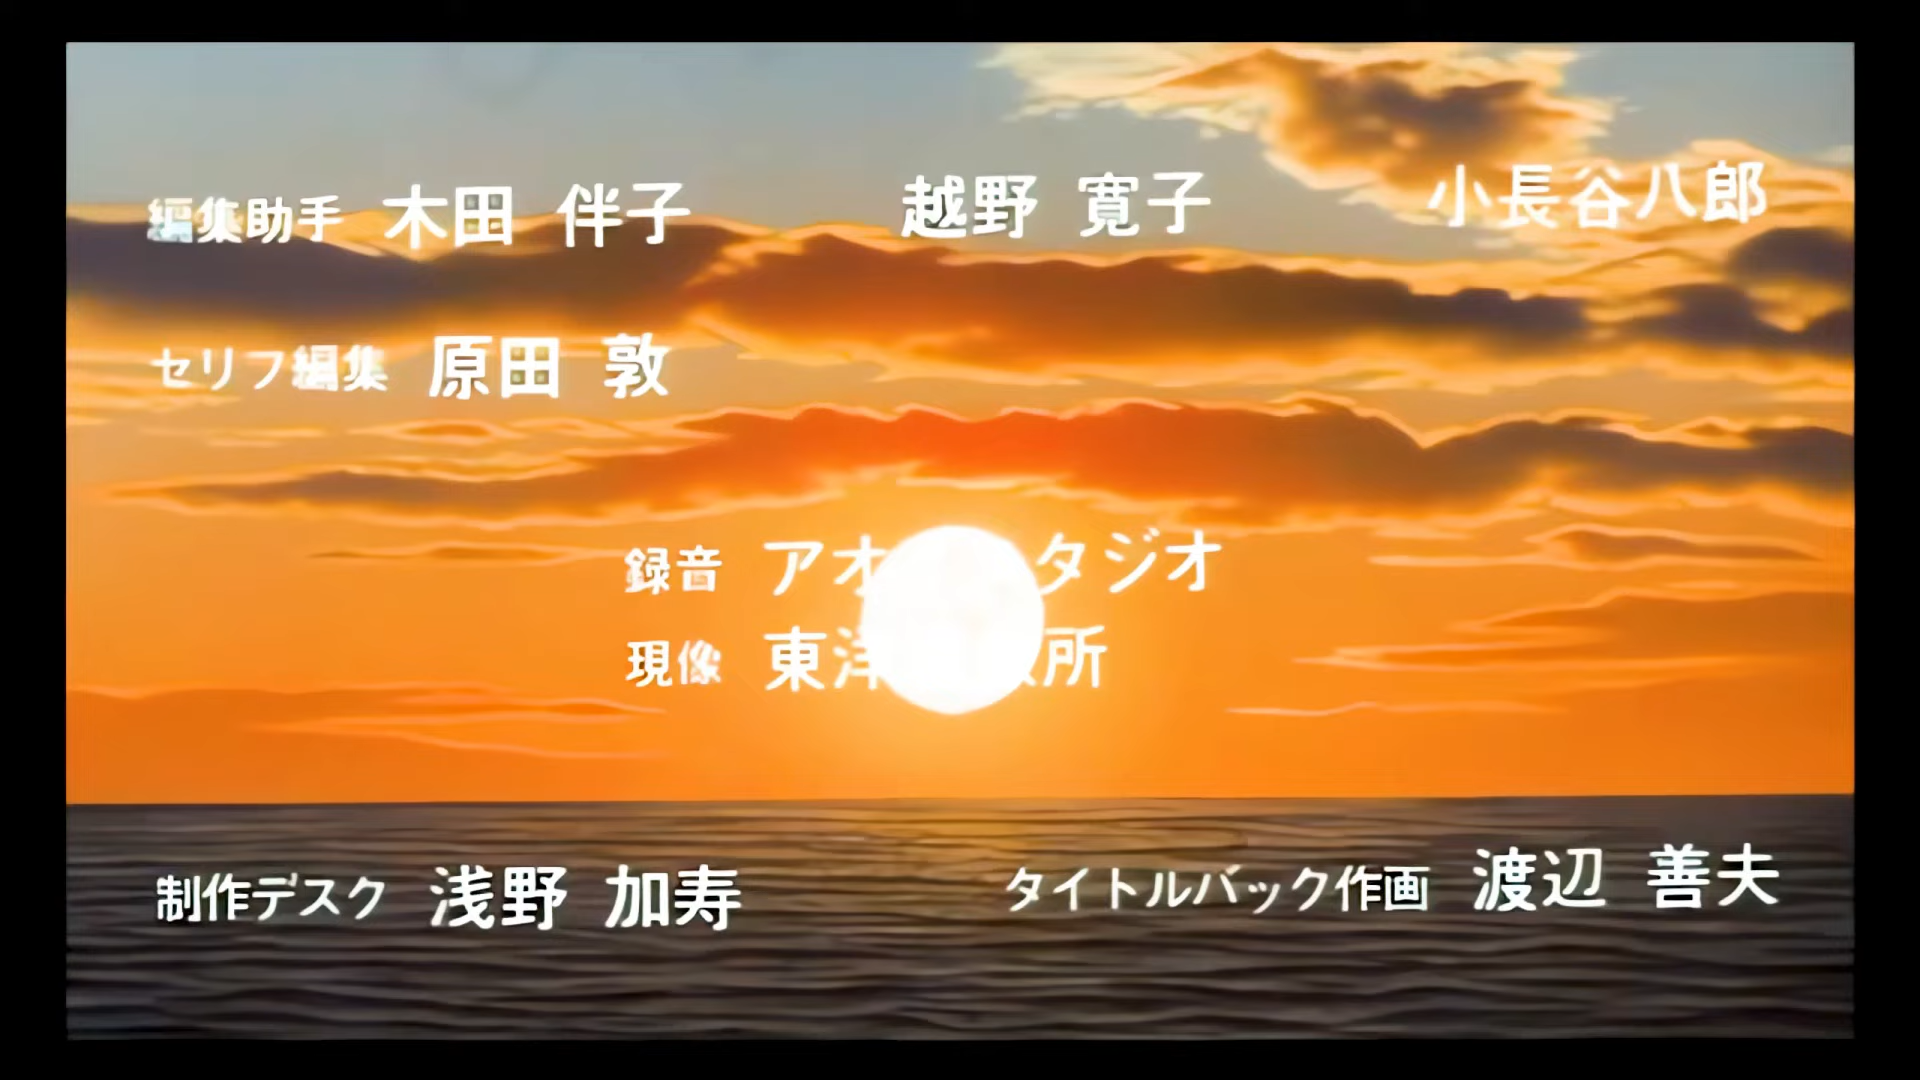 編集助手 木田 伴子 越野 寛子 小長谷八郎
セリフ編集 原田 敦
録音 アオ タジオ
現像 東洋 所
制作デスク 浅野 加寿子
タイトルバック作画 渡辺 善夫